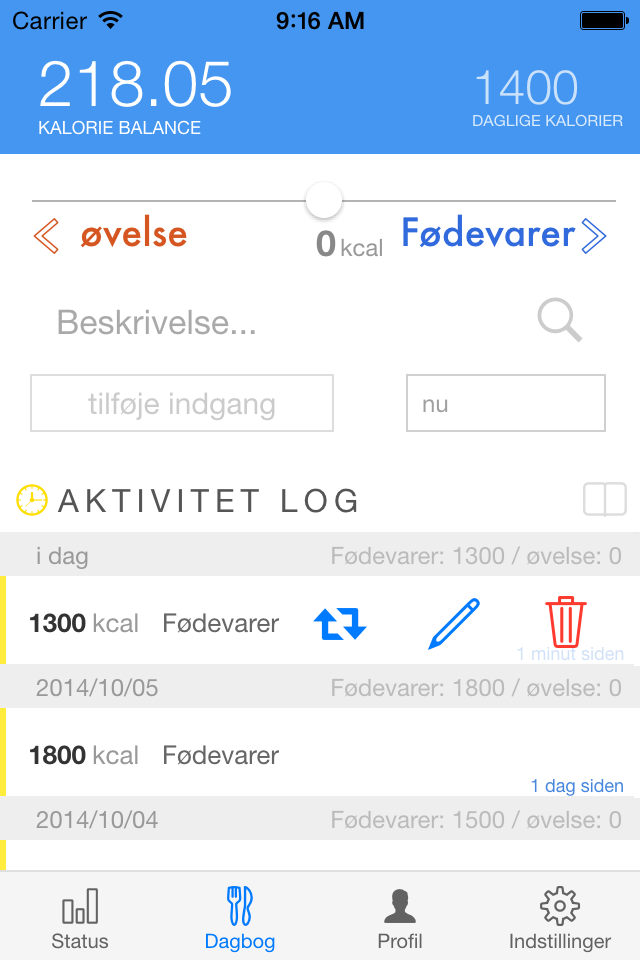 Carrier 9:16 AM
218.05 1400
KALORIE BALANCE DAGLIGE KALORIER
øvelse 0 kcal Fødevarer
Beskrivelse...
tilføje indgang nu
AKTIVITET LOG
i dag Fødevarer: 1300 / øvelse: 0
1300 kcal Fødevarer
1 minut siden
2014/10/05 Fødevarer: 1800 / øvelse: 0
1800 kcal Fødevarer
1 dag siden
2014/10/04 Fødevarer: 1500 / øvelse: 0
Status Dagbog Profil Indstillinger